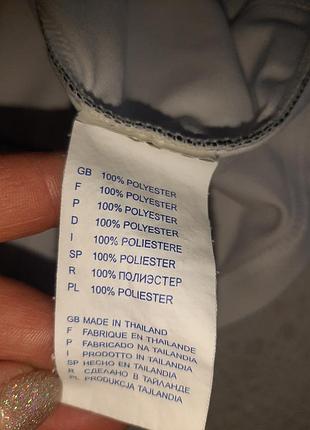 GB 100% POLYESTER
F 100% POLYESTER
P 100% POLYESTER
D 100% POLYESTER
I 100% POLIESTERE
SP 100% POLIESTER
R 100% ПОЛИЭСТЕР
PL 100% POLIESTER
GB MADE IN THAILAND
F FABRIQUE EN THAILANDE
P FABRICADO NA TAILANDIA
I PRODOTTO IN TAILANDIA
SP HECHO EN TAILANDIA
R СДЕЛАНО В ТАЙЛАНДЕ
PL PRODUKCJA TAJLANDIA